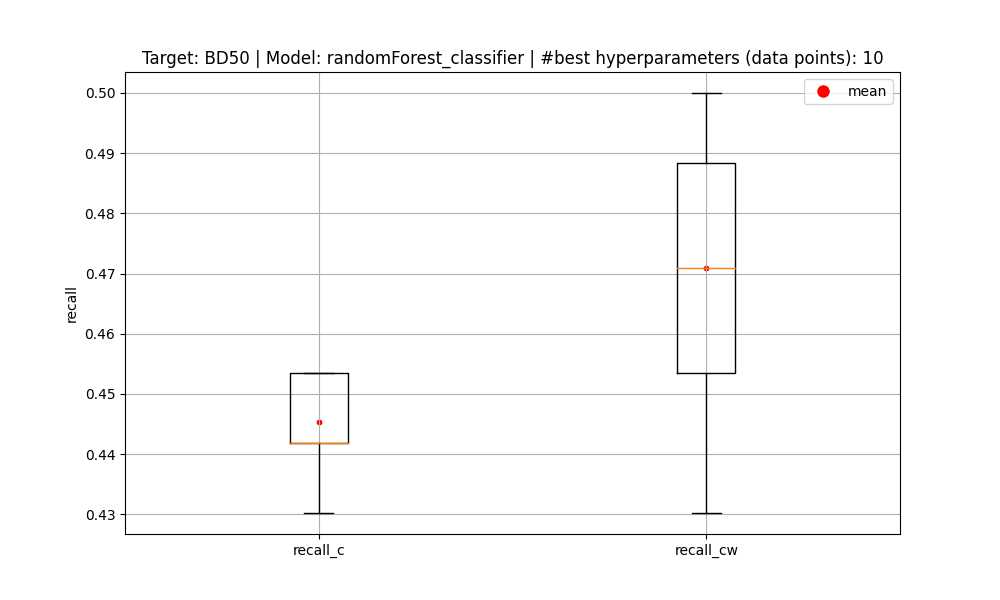 Target: BD50 | Model: randomForest_classifier | #best hyperparameters (data points): 10
mean
0.50
0.49
0.48
0.47
0.46
0.45
0.44
0.43
recall
recall_c
recall_cw